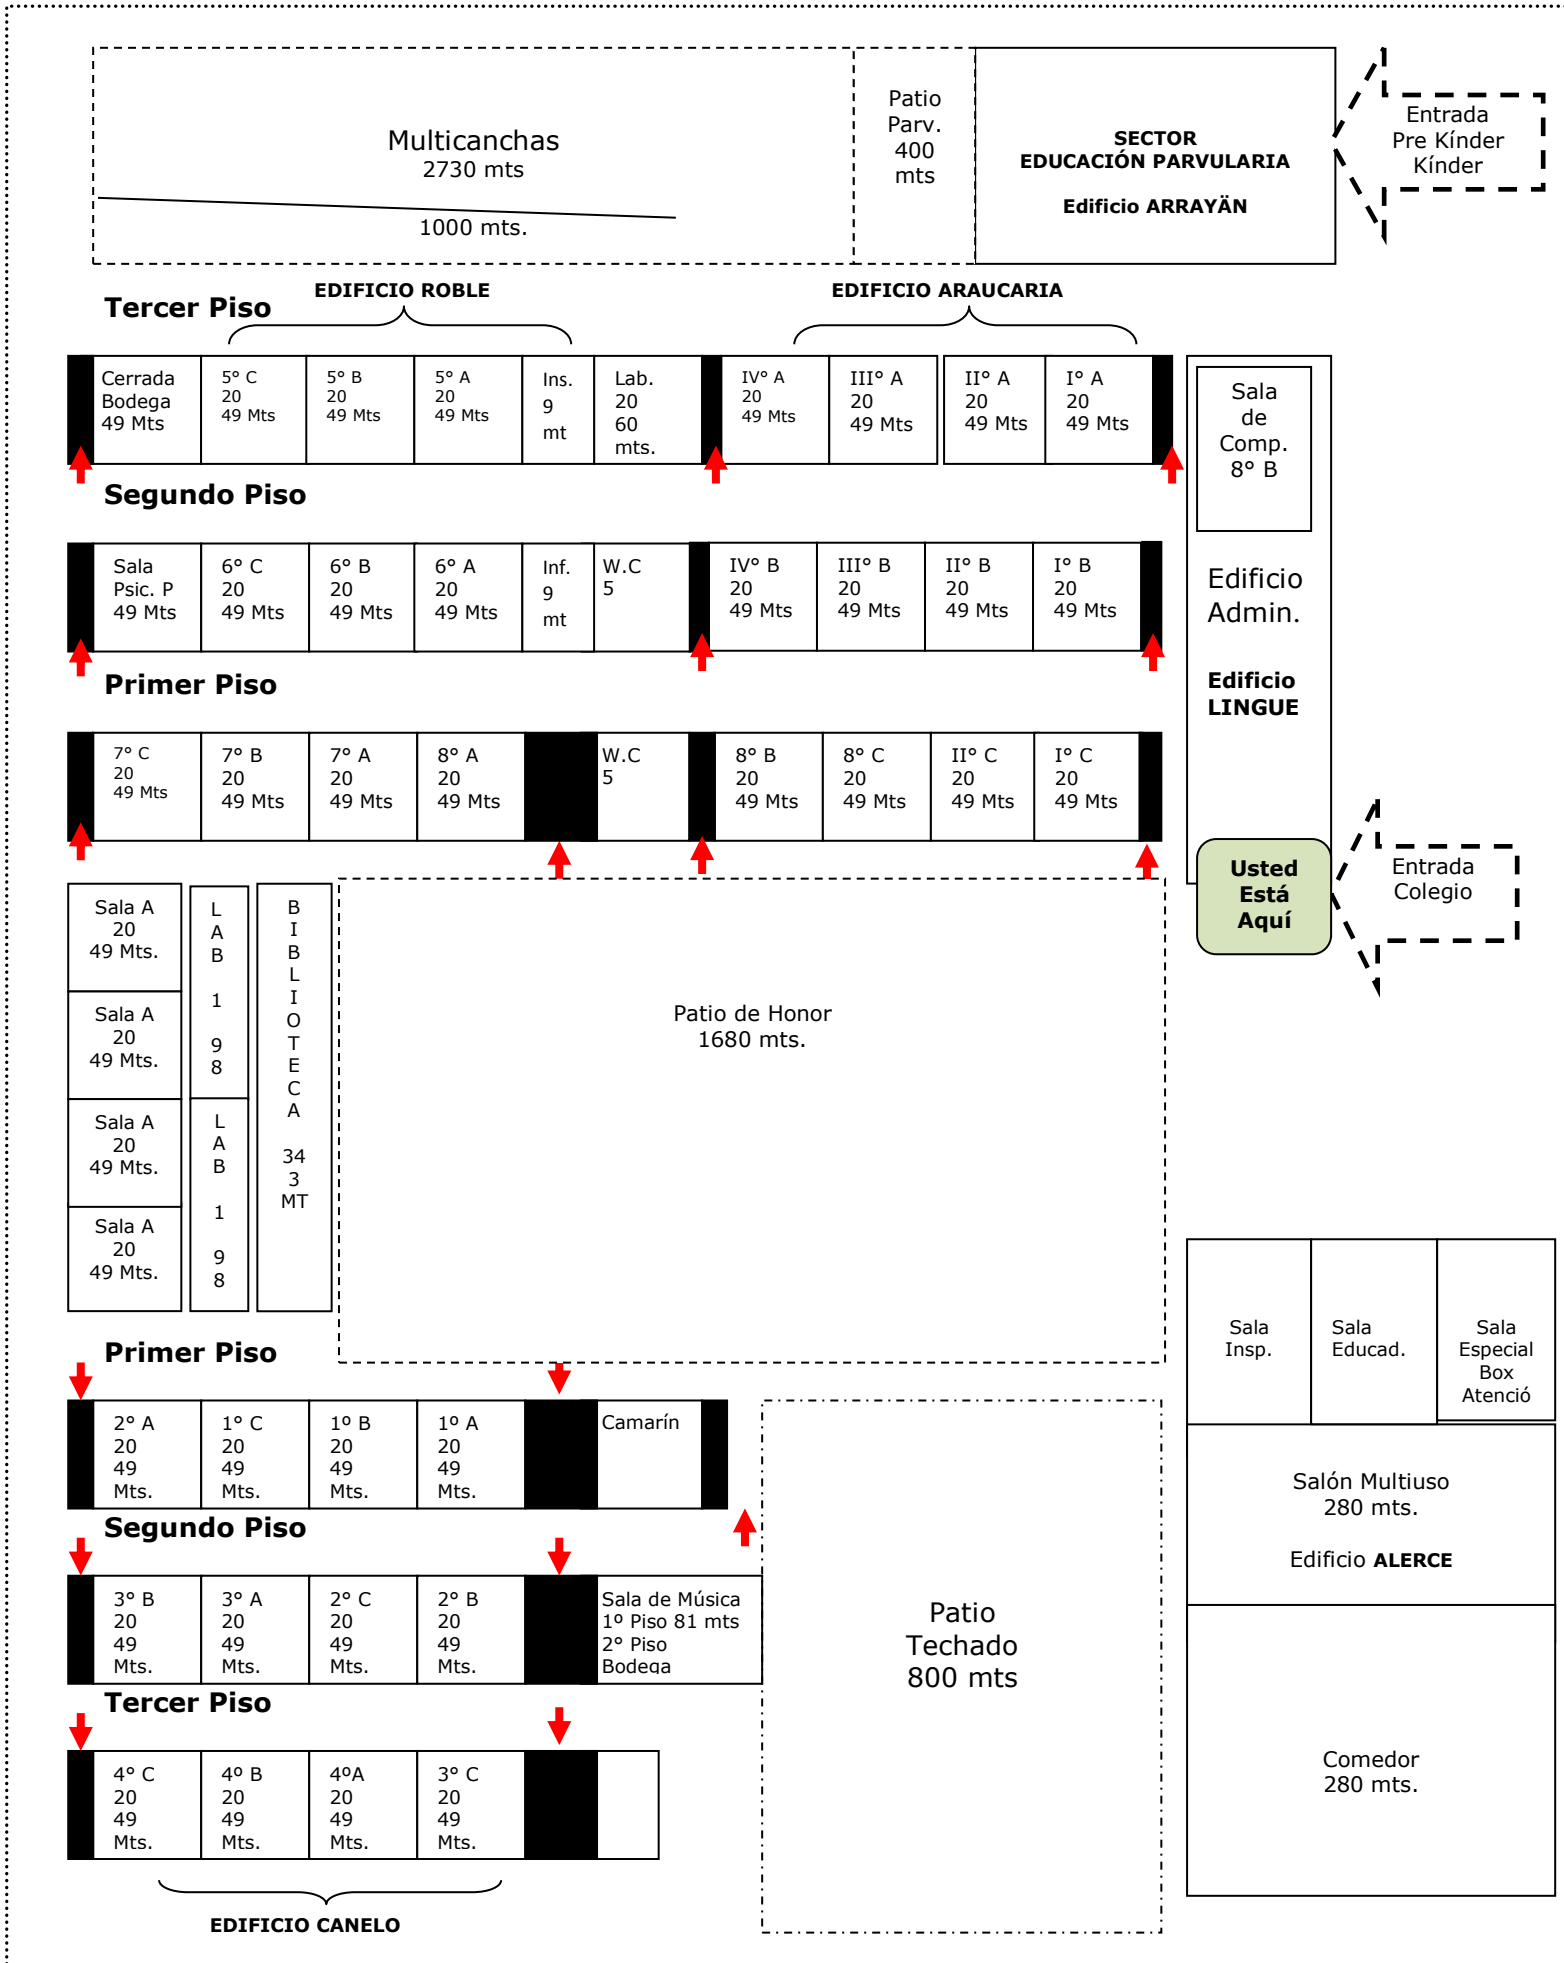 Multicanchas
2730 mts
1000 mts.
Patio
Parv.
400
mts
SECTOR
EDUCACIÓN PARVULARIA
Edificio ARRAYÄN
Entrada
Pre Kínder
Kínder
EDIFICIO ROBLE
EDIFICIO ARAUCARIA
Tercer Piso
Cerrada
Bodega
49 Mts
5° C
20
49 Mts
5° B
20
49 Mts
5° A
20
49 Mts
Ins.
9
mt
Lab.
20
60
mts.
IV° A
20
49 Mts
III° A
20
49 Mts
II° A
20
49 Mts
I° A
20
49 Mts
Sala
de
Comp.
8° B
Segundo Piso
Sala
Psic. P
49 Mts
6° C
20
49 Mts
6° B
20
49 Mts
6° A
20
49 Mts
Inf.
9
mt
W.C
5
IV° B
20
49 Mts
III° B
20
49 Mts
II° B
20
49 Mts
I° B
20
49 Mts
Edificio
Admin.
Edificio
LINGUE
Primer Piso
7° C
20
49 Mts
7° B
20
49 Mts
7° A
20
49 Mts
8° A
20
49 Mts
W.C
5
8° B
20
49 Mts
8° C
20
49 Mts
II° C
20
49 Mts
I° C
20
49 Mts
Usted
Está
Aquí
Entrada
Colegio
Sala A
20
49 Mts.
Sala A
20
49 Mts.
Sala A
20
49 Mts.
Sala A
20
49 Mts.
L
A
B
1
9
8
L
A
B
1
9
8
B
I
B
L
I
O
T
E
C
A
34
3
MT
Patio de Honor
1680 mts.
Sala
Insp.
Sala
Educad.
Sala
Especial
Box
Atenció
Primer Piso
2° A
20
49
Mts.
1° C
20
49
Mts.
1º B
20
49
Mts.
1º A
20
49
Mts.
Camarín
Salón Multiuso
280 mts.
Edificio ALERCE
Segundo Piso
3° B
20
49
Mts.
3° A
20
49
Mts.
2° C
20
49
Mts.
2° B
20
49
Mts.
Sala de Música
1º Piso 81 mts
2° Piso
Bodega
Patio
Techado
800 mts
Tercer Piso
4° C
20
49
Mts.
4º B
20
49
Mts.
4ºA
20
49
Mts.
3° C
20
49
Mts.
Comedor
280 mts.
EDIFICIO CANELO